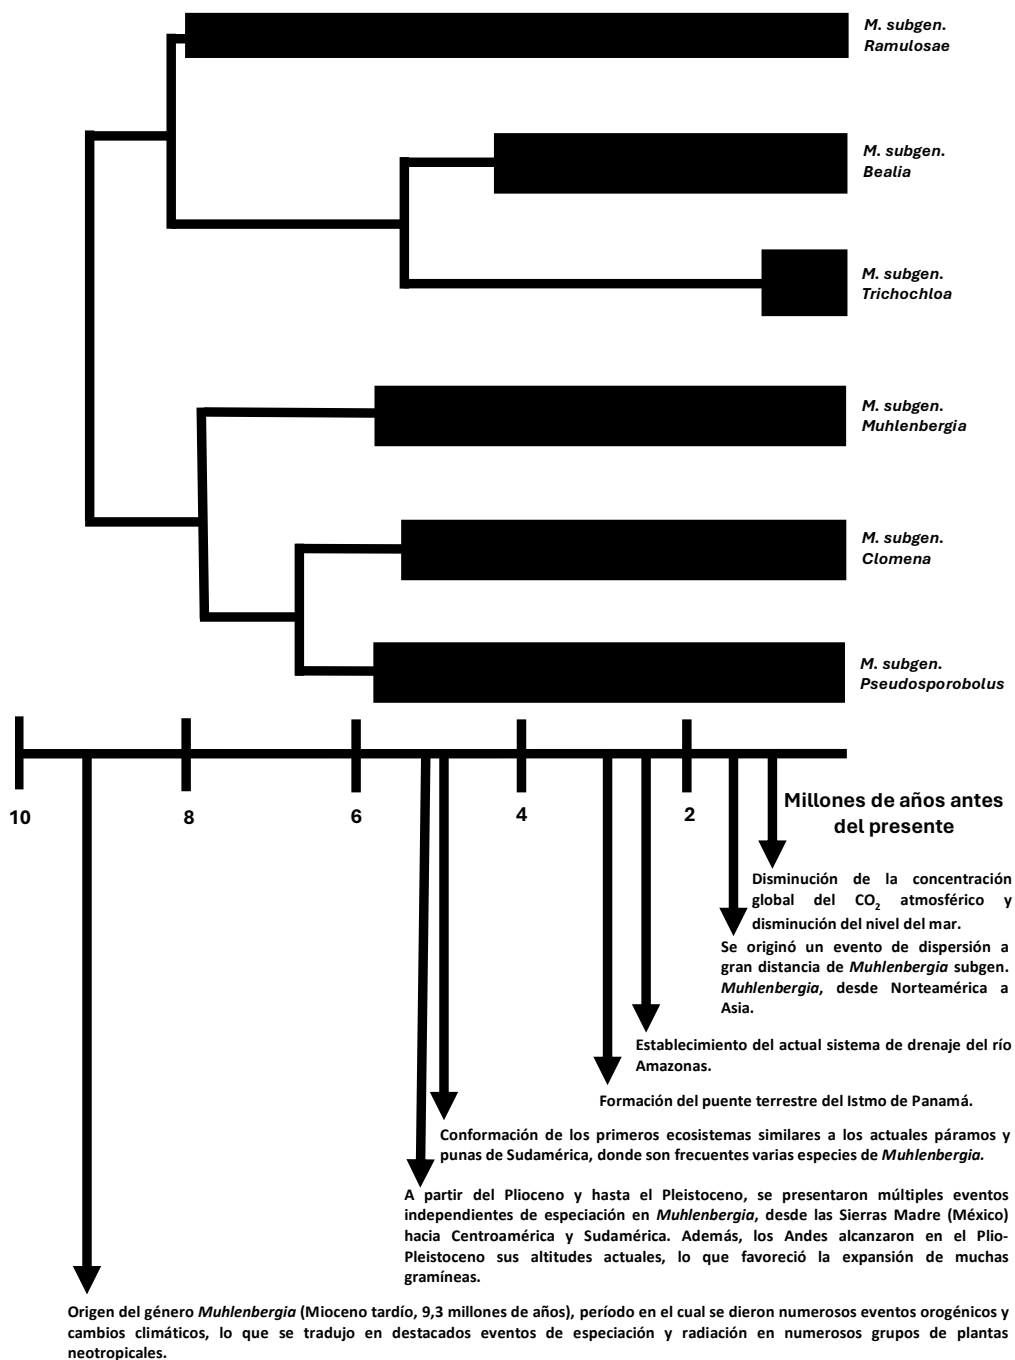 M. subgen.
Ramulosae
M. subgen.
Bealia
M. subgen.
Trichochloa
M. subgen.
Muhlenbergia
M. subgen.
Clomena
M. subgen.
Pseudosporobolus
10
8
6
4
2
Millones de años antes
del presente
Disminución de la concentración
global del CO2 atmosférico y
disminución del nivel del mar.
Se originó un evento de dispersión a
gran distancia de Muhlenbergia subgen.
Muhlenbergia, desde Norteamérica a
Asia.
Establecimiento del actual sistema de drenaje del río
Amazonas.
Formación del puente terrestre del Istmo de Panamá.
Conformación de los primeros ecosistemas similares a los actuales páramos y
punas de Sudamérica, donde son frecuentes varias especies de Muhlenbergia.
A partir del Plioceno y hasta el Pleistoceno, se presentaron múltiples eventos
independientes de especiación en Muhlenbergia, desde las Sierras Madre (México)
hacia Centroamérica y Sudamérica. Además, los Andes alcanzaron en el Plio-
Pleistoceno sus altitudes actuales, lo que favoreció la expansión de muchas
gramíneas.
Origen del género Muhlenbergia (Mioceno tardío, 9,3 millones de años), período en el cual se dieron numerosos eventos orogénicos y
cambios climáticos, lo que se tradujo en destacados eventos de especiación y radiación en numerosos grupos de plantas
neotropicales.